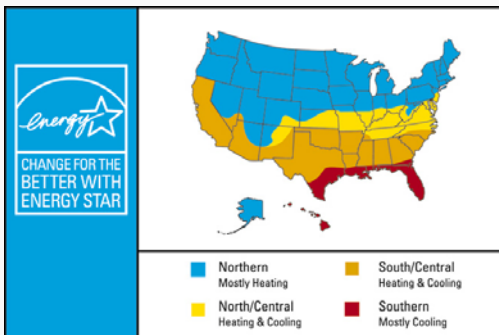 energy
CHANGE FOR THE
BETTER WITH
ENERGY STAR
Northern
Mostly Heating
North/Central
Heating & Cooling
South/Central
Heating & Cooling
Southern
Mostly Cooling